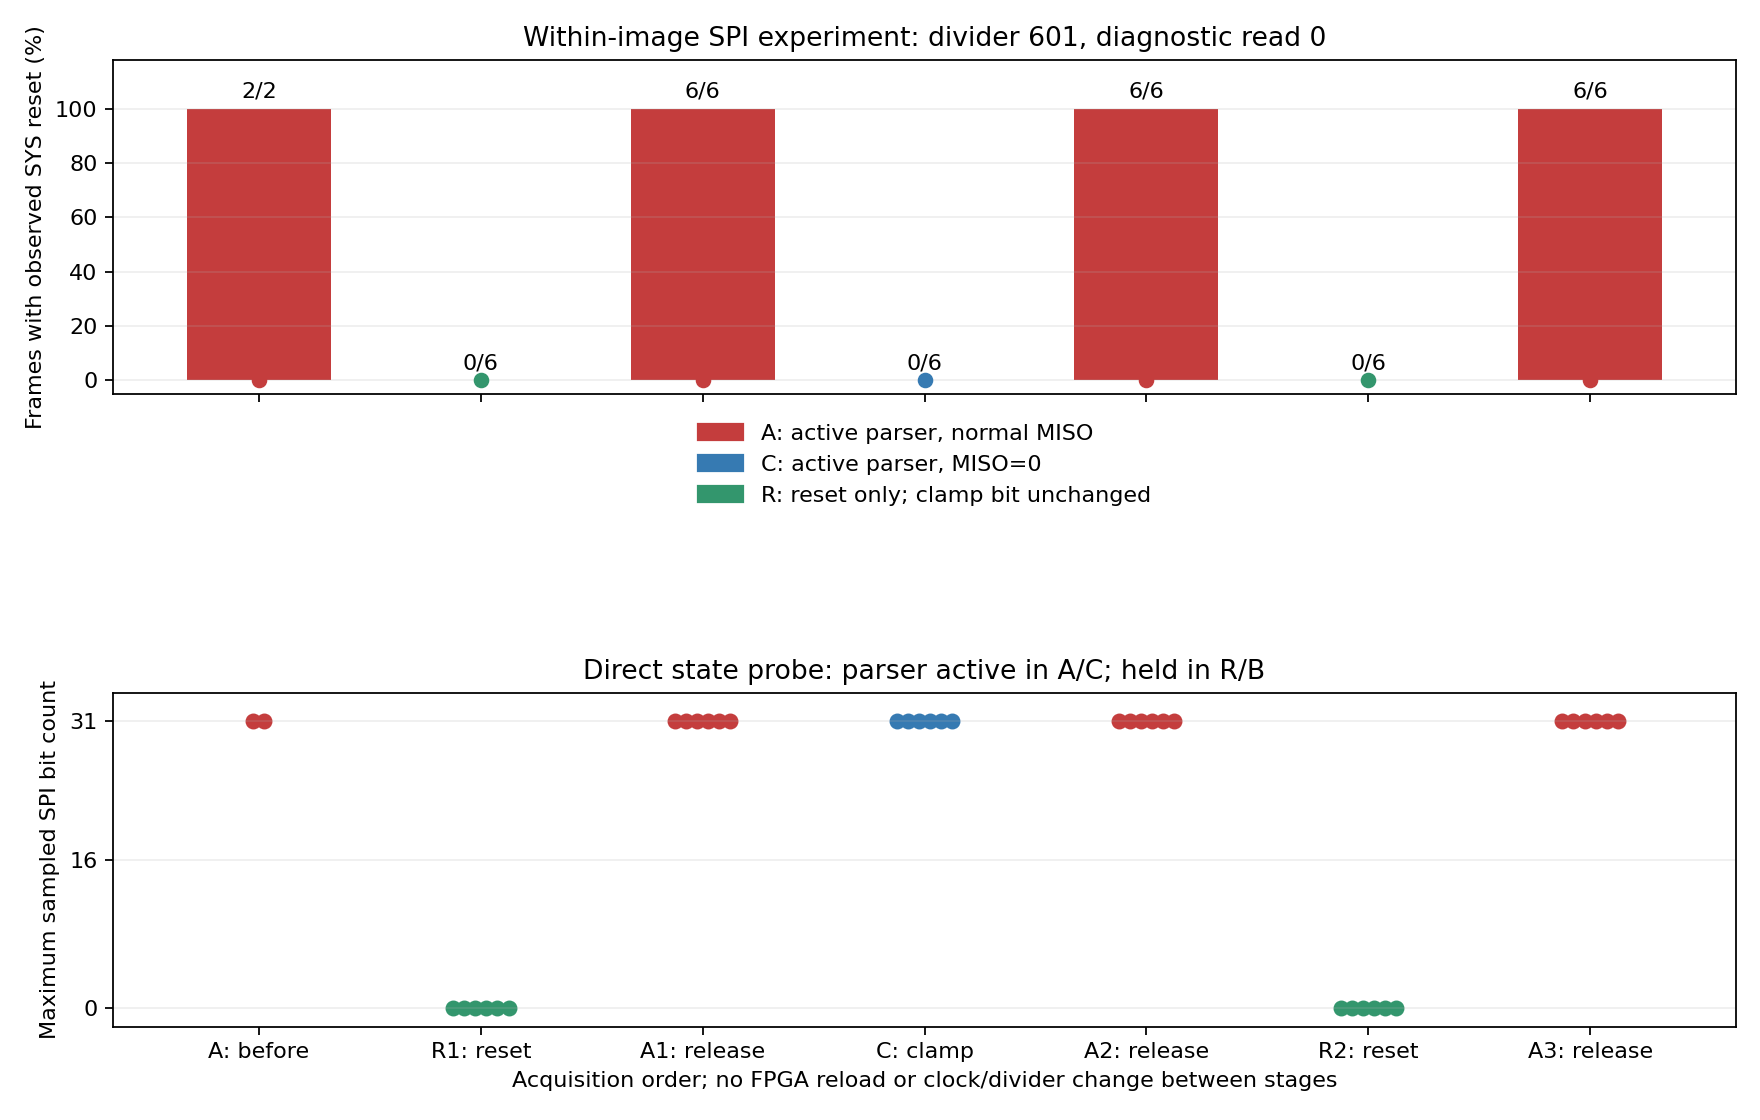 Within-image SPI experiment: divider 601, diagnostic read 0
Frames with observed SYS reset (%)
100
80
60
40
20
0
2/2
0/6
6/6
0/6
6/6
0/6
6/6
A: active parser, normal MISO
C: active parser, MISO=0
R: reset only; clamp bit unchanged
Direct state probe: parser active in A/C; held in R/B
Maximum sampled SPI bit count
31
16
0
A: before
R1: reset
A1: release
C: clamp
A2: release
R2: reset
A3: release
Acquisition order; no FPGA reload or clock/divider change between stages